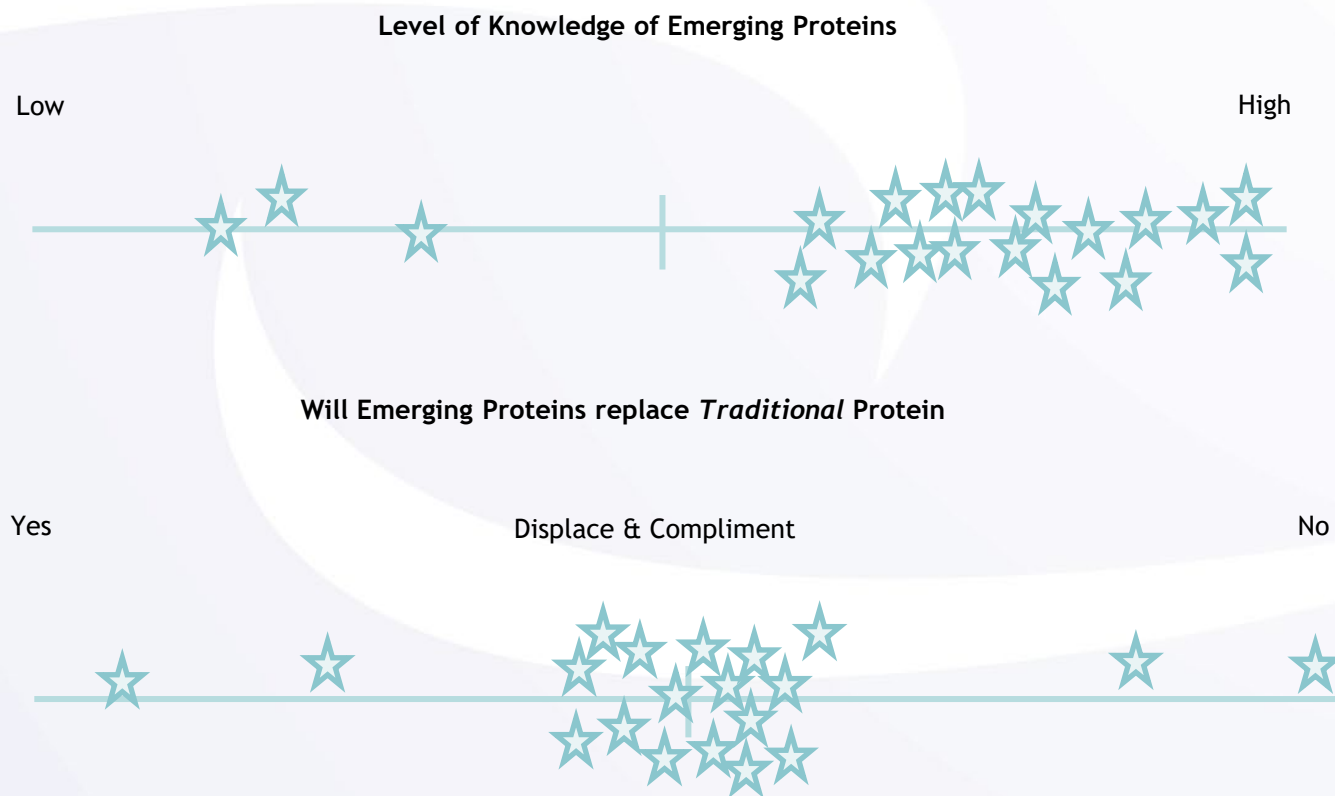 Level of Knowledge of Emerging Proteins
Low
High
Will Emerging Proteins replace Traditional Protein
Yes
Displace & Compliment
No